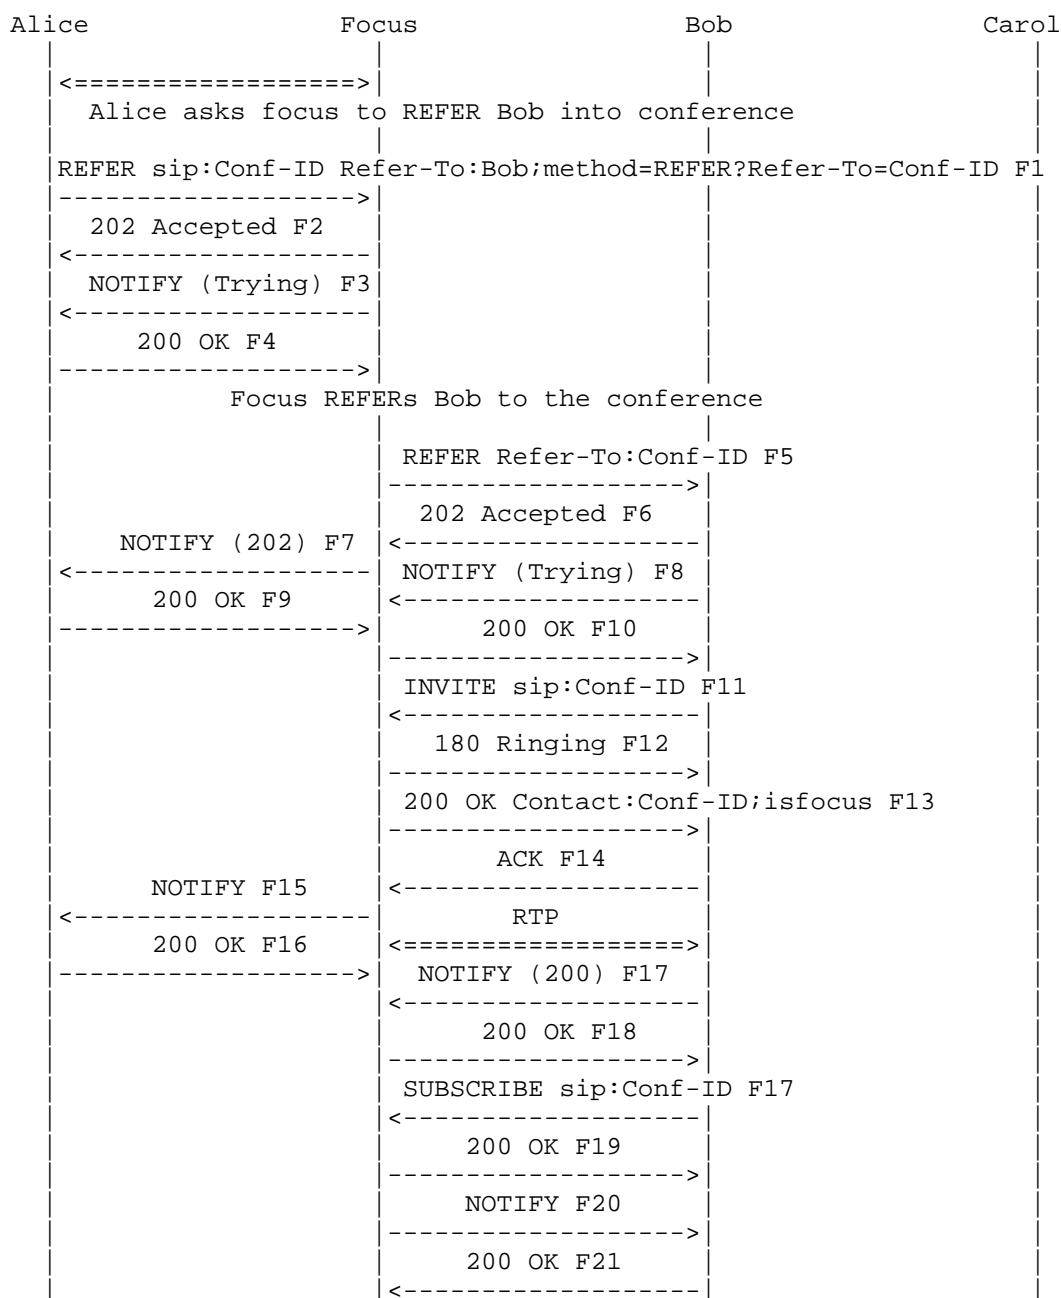 Alice Focus Bob Carol
Alice asks focus to REFER Bob into conference
REFER sip:Conf-ID Refer-To:Bob;method=REFER?Refer-To=Conf-ID F1
202 Accepted F2
NOTIFY (Trying) F3
200 OK F4
Focus REFERs Bob to the conference
REFER Refer-To:Conf-ID F5
202 Accepted F6
NOTIFY (202) F7
NOTIFY (Trying) F8
200 OK F9
200 OK F10
INVITE sip:Conf-ID F11
180 Ringing F12
200 OK Contact:Conf-ID;isfocus F13
ACK F14
NOTIFY F15
RTP
200 OK F16
NOTIFY (200) F17
200 OK F18
SUBSCRIBE sip:Conf-ID F17
200 OK F19
NOTIFY F20
200 OK F21